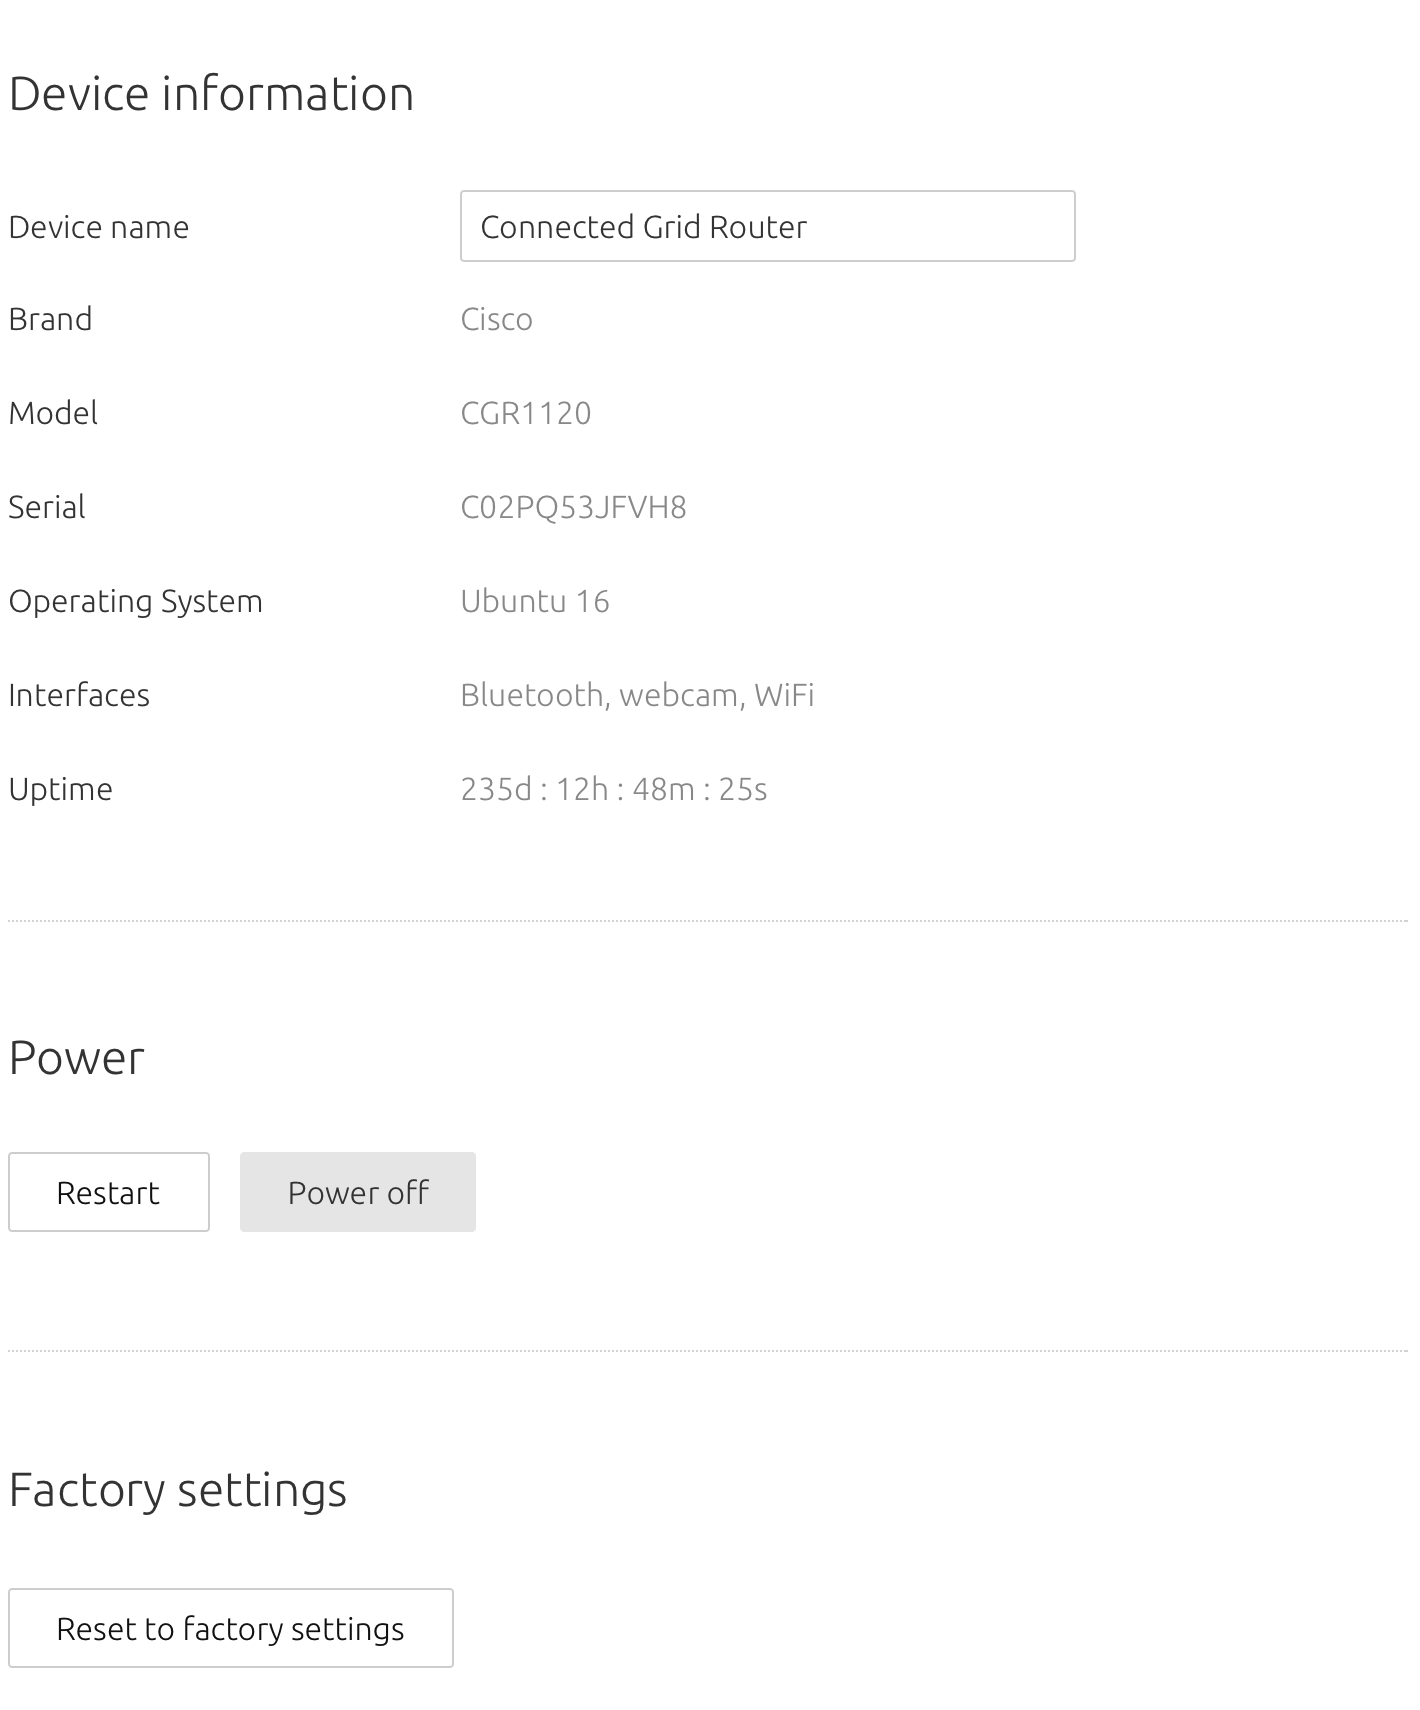 Device information
Device name Connected Grid Router
Brand Cisco
Model CGR1120
Serial C02PQ53JFVH8
Operating System Ubuntu 16
Interfaces Bluetooth, webcam, WiFi
Uptime 235d : 12h : 48m : 25s
Power
Restart Power off
Factory settings
Reset to factory settings